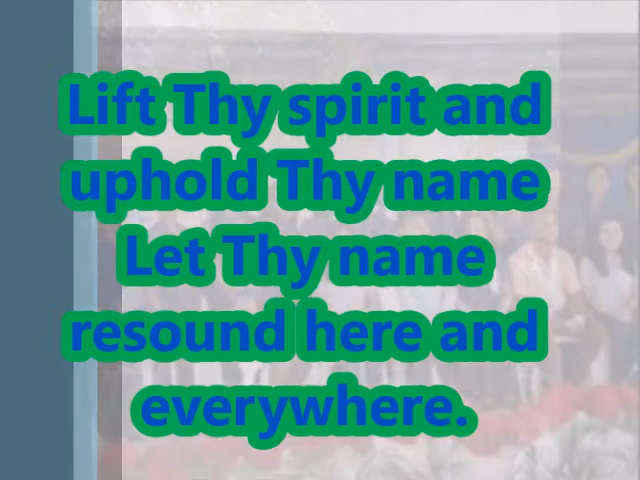 Lift Thy spirit and
uphold Thy name
Let Thy name
resound here and
everywhere.